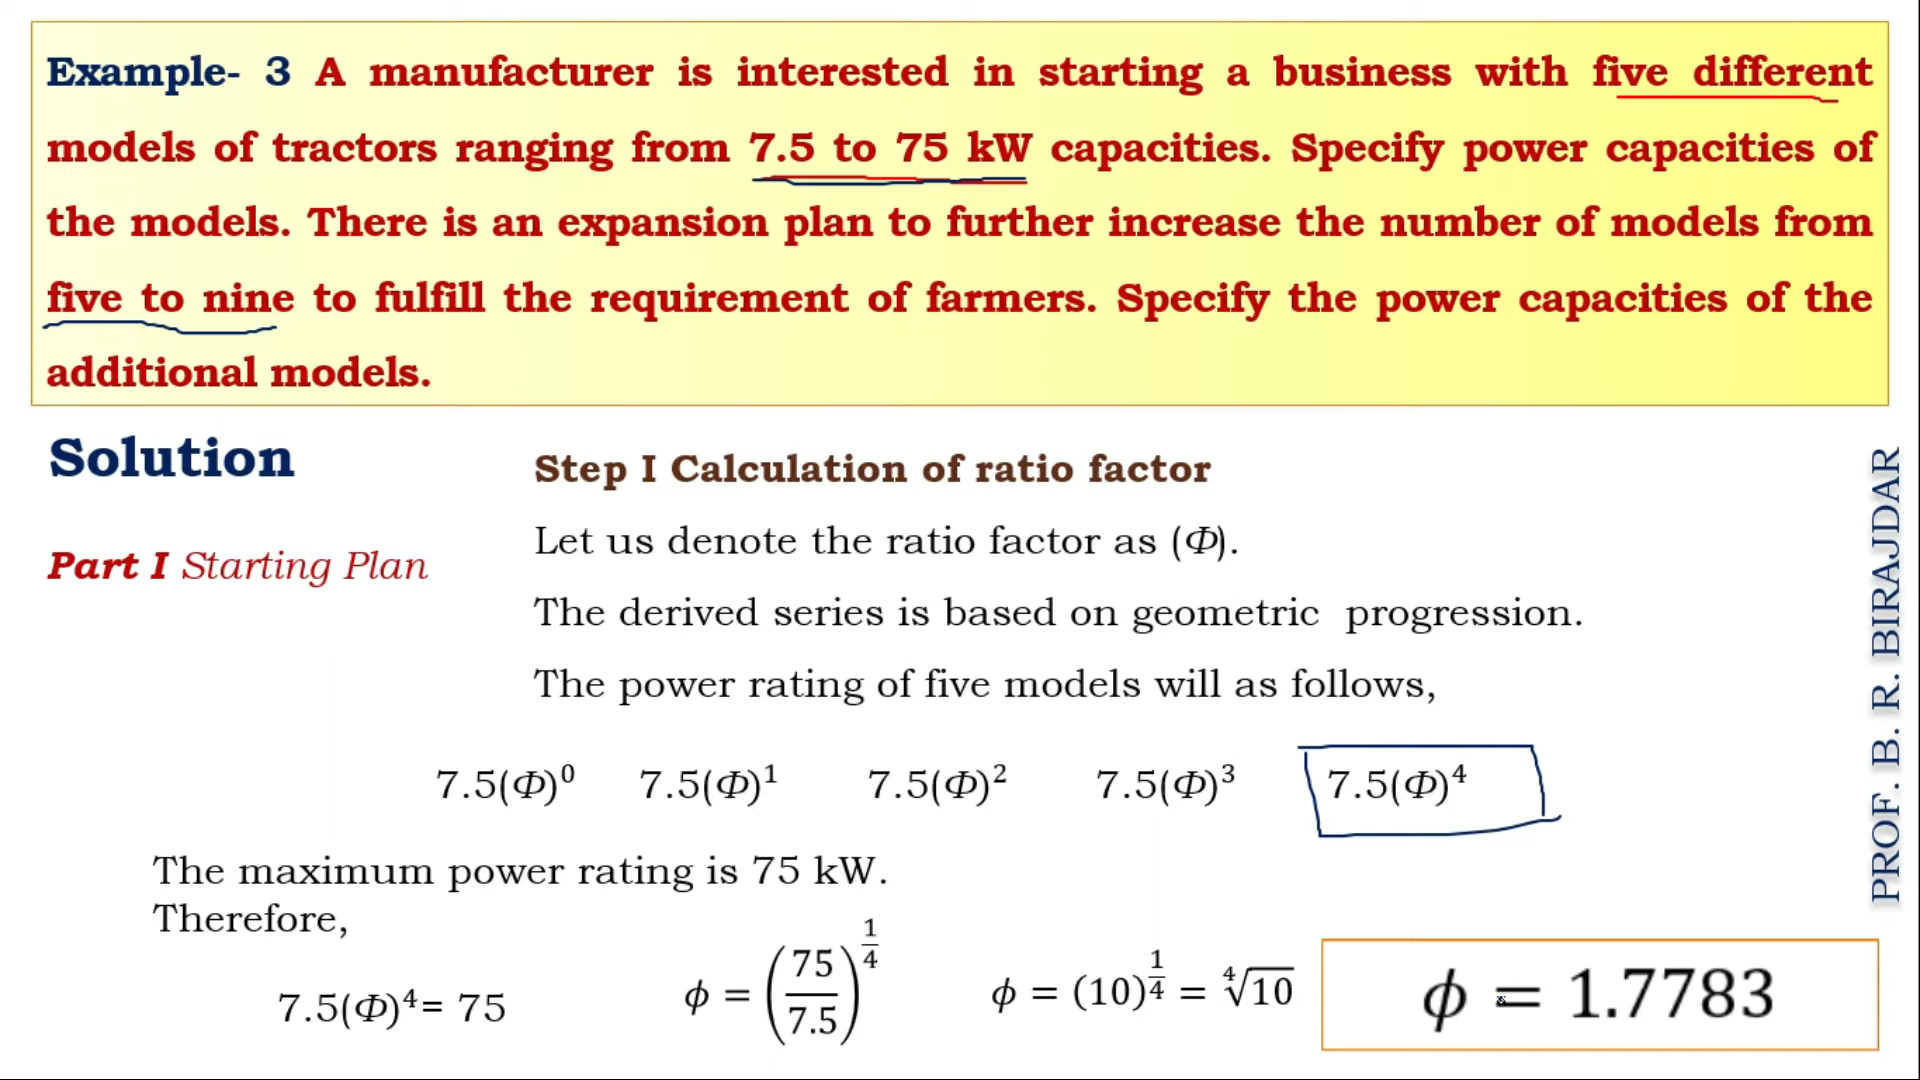 Example- 3 A manufacturer is interested in starting a business with five different
models of tractors ranging from 7.5 to 75 kW capacities. Specify power capacities of
the models. There is an expansion plan to further increase the number of models from
five to nine to fulfill the requirement of farmers. Specify the power capacities of the
additional models.
Solution
Step I Calculation of ratio factor
Let us denote the ratio factor as (Φ).
Part I Starting Plan
The derived series is based on geometric progression.
The power rating of five models will as follows,
7.5(Φ)⁰ 7.5(Φ)¹ 7.5(Φ)² 7.5(Φ)³ 7.5(Φ)⁴
The maximum power rating is 75 kW.
Therefore,
7.5(Φ)⁴= 75 ϕ = (75/7.5)^(1/4) ϕ = (10)^(1/4) = ∜10 ϕ = 1.7783
PROF. B. R. BIRAJDAR